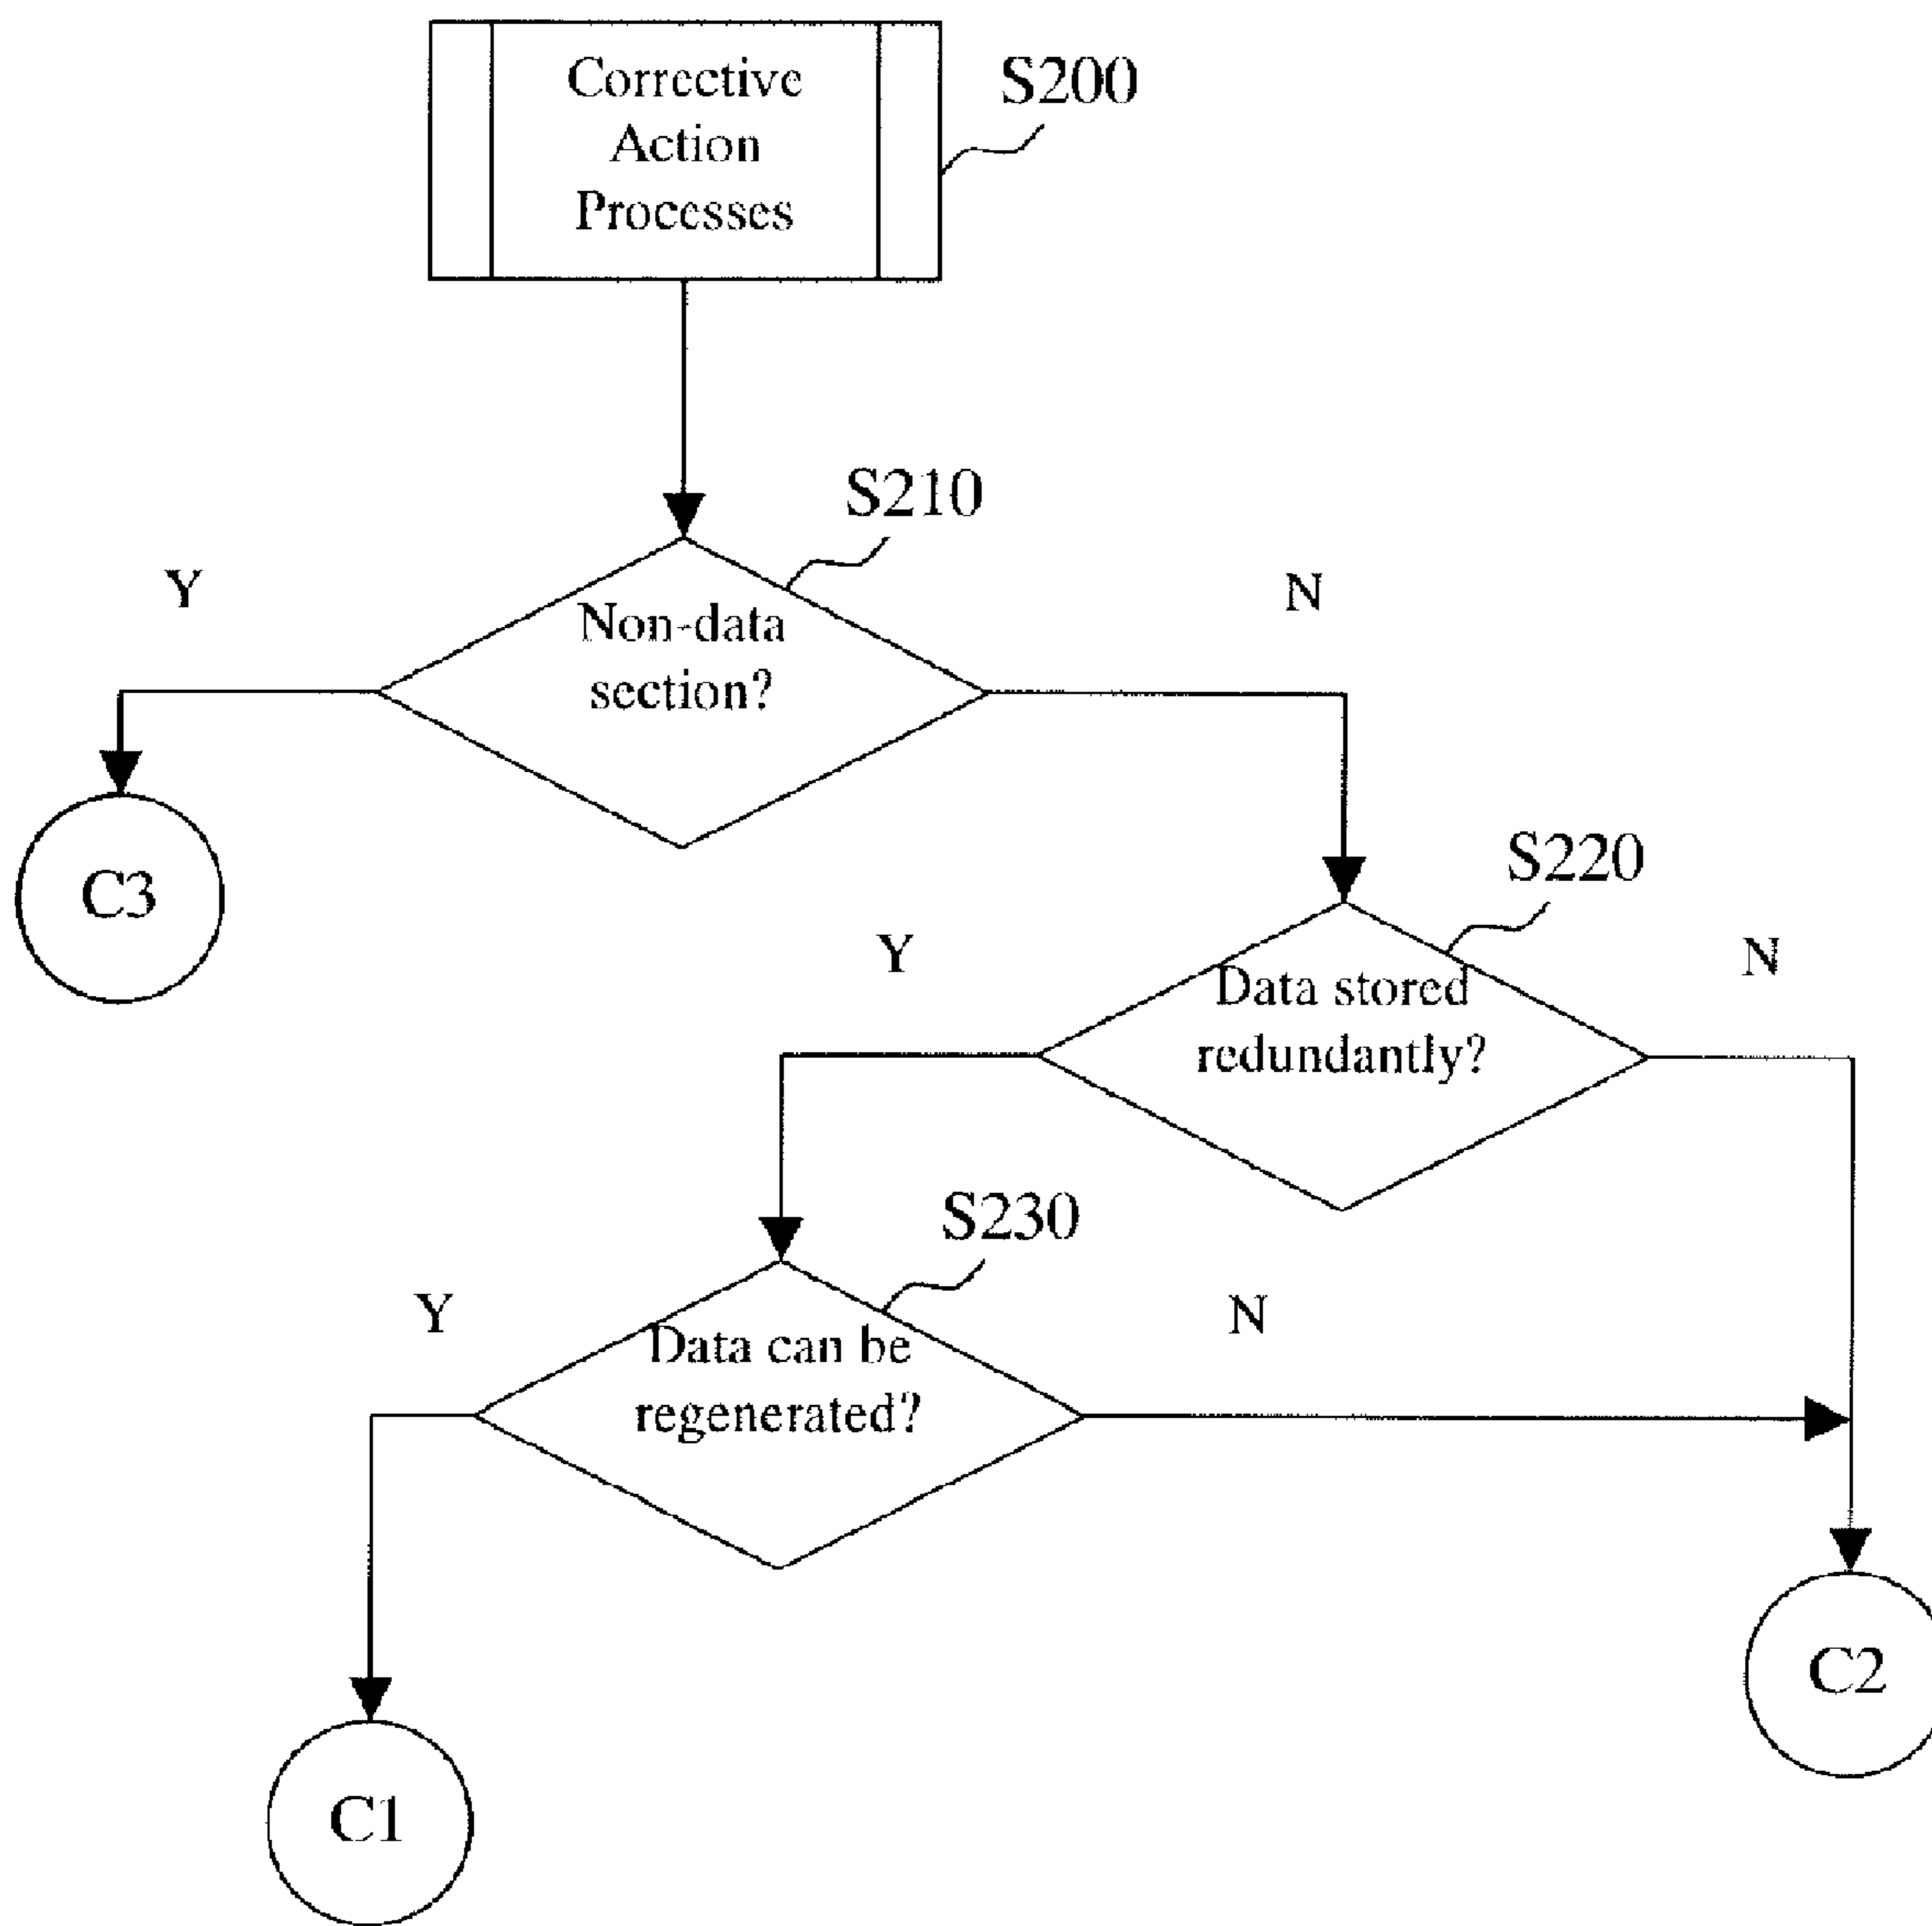 Corrective
Action
Processes
S200
S210
Y
N
Non-data
section?
C3
S220
Y
N
Data stored
redundantly?
S230
Y
N
Data can be
regenerated?
C2
C1